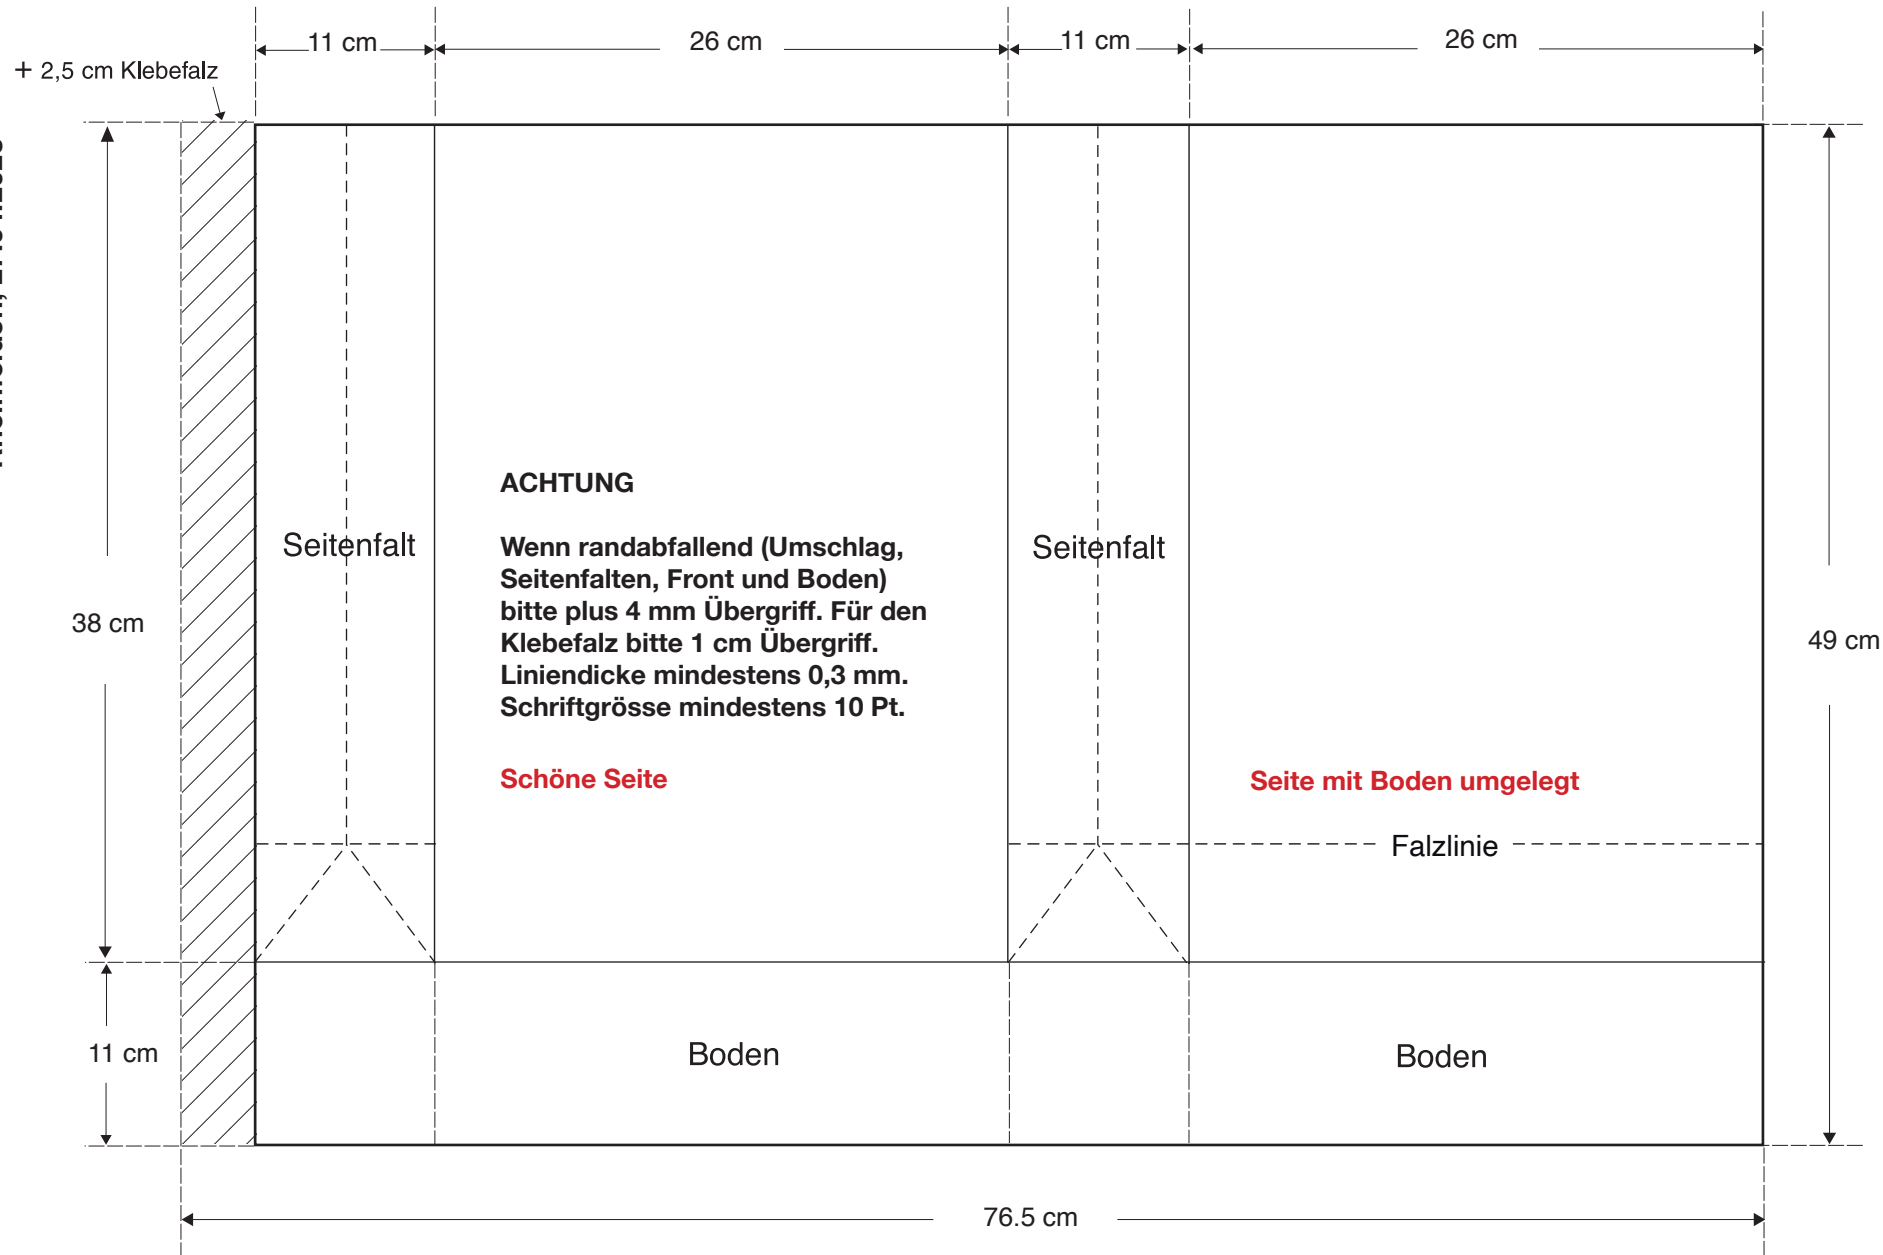 11 cm
26 cm
11 cm
26 cm
+ 2,5 cm Klebefalz
ACHTUNG
Wenn randabfallend (Umschlag,
Seitenfalten, Front und Boden)
bitte plus 4 mm Übergriff. Für den
Klebefalz bitte 1 cm Übergriff.
Liniendicke mindestens 0,3 mm.
Schriftgrösse mindestens 10 Pt.
Seitenfalt
Seitenfalt
38 cm
49 cm
Schöne Seite
Seite mit Boden umgelegt
Falzlinie
11 cm
Boden
Boden
76.5 cm